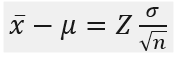 x̄ − μ = Z σ/√n